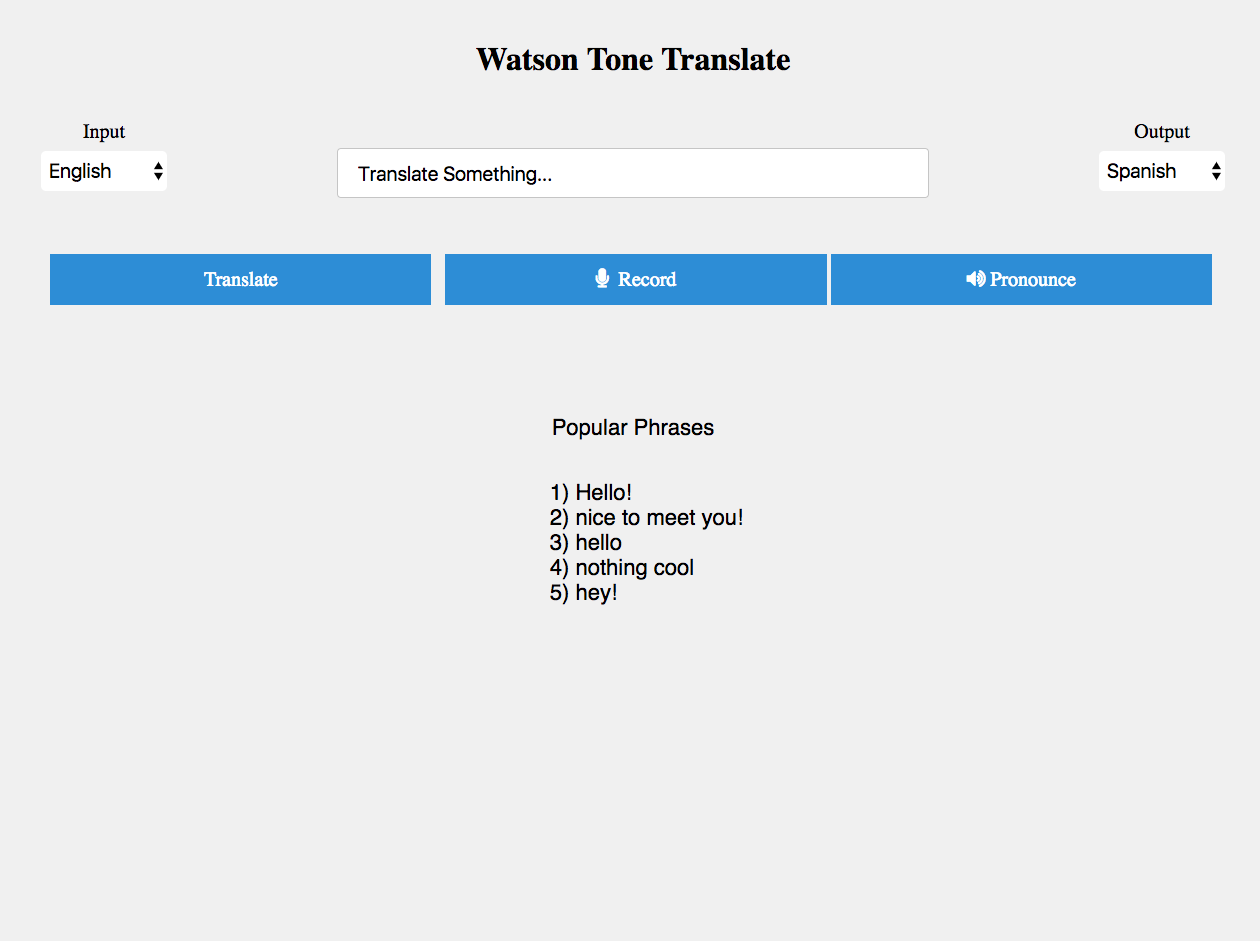 Watson Tone Translate
Input
Output
English
Translate Something...
Spanish
Translate
Record
Pronounce
Popular Phrases
1) Hello!
2) nice to meet you!
3) hello
4) nothing cool
5) hey!